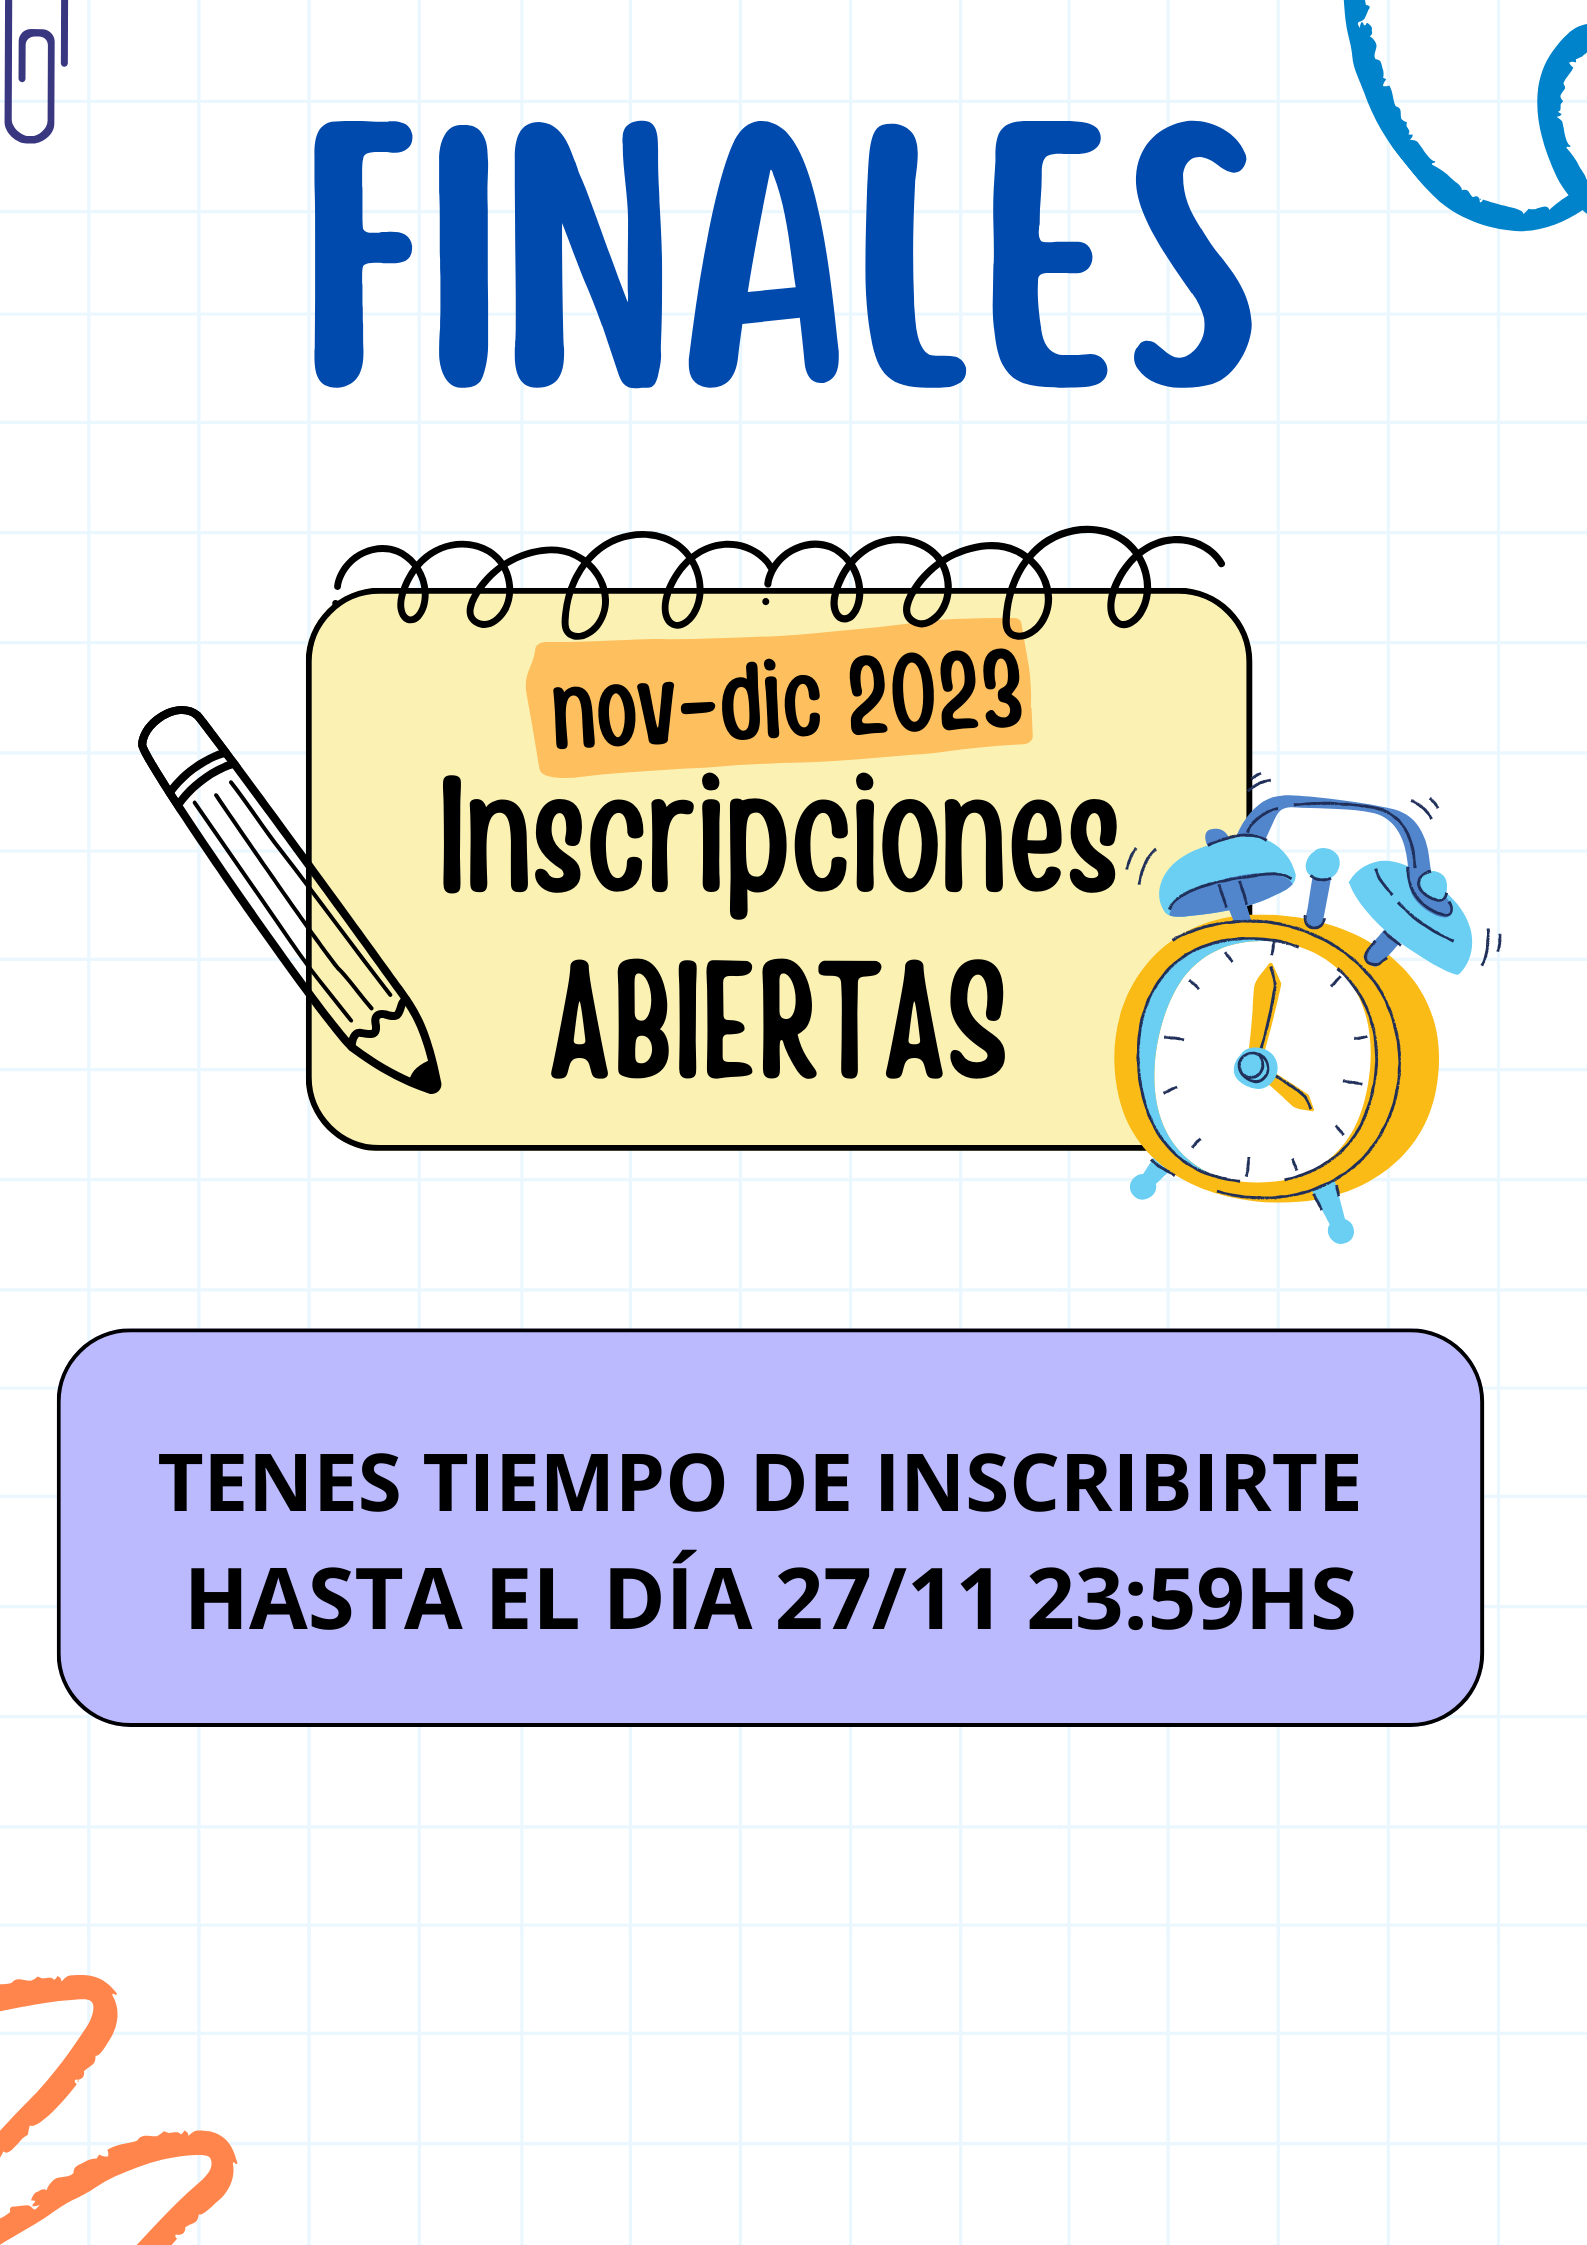 FINALES
nov-dic 2023
Inscripciones
ABIERTAS
TENES TIEMPO DE INSCRIBIRTE
HASTA EL DÍA 27/11 23:59HS